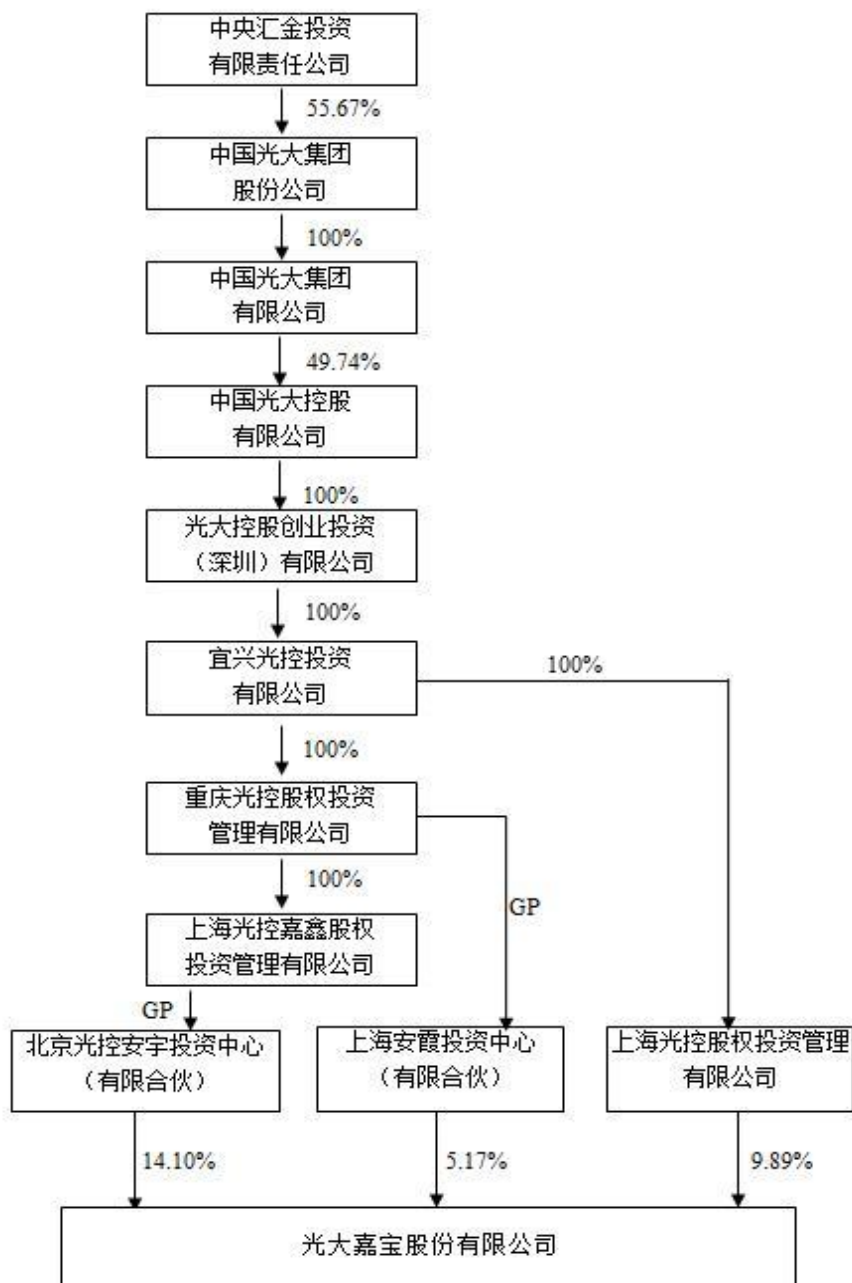 中央汇金投资
有限责任公司
55.67%
中国光大集团
股份公司
100%
中国光大集团
有限公司
49.74%
中国光大控股
有限公司
100%
光大控股创业投资
（深圳）有限公司
100%
宜兴光控投资
有限公司
100%
100%
重庆光控股权投资
管理有限公司
100%
GP
上海光控嘉鑫股权
投资管理有限公司
GP
北京光控安宇投资中心
（有限合伙）
上海安霞投资中心
（有限合伙）
上海光控股权投资管理
有限公司
14.10%
5.17%
9.89%
光大嘉宝股份有限公司